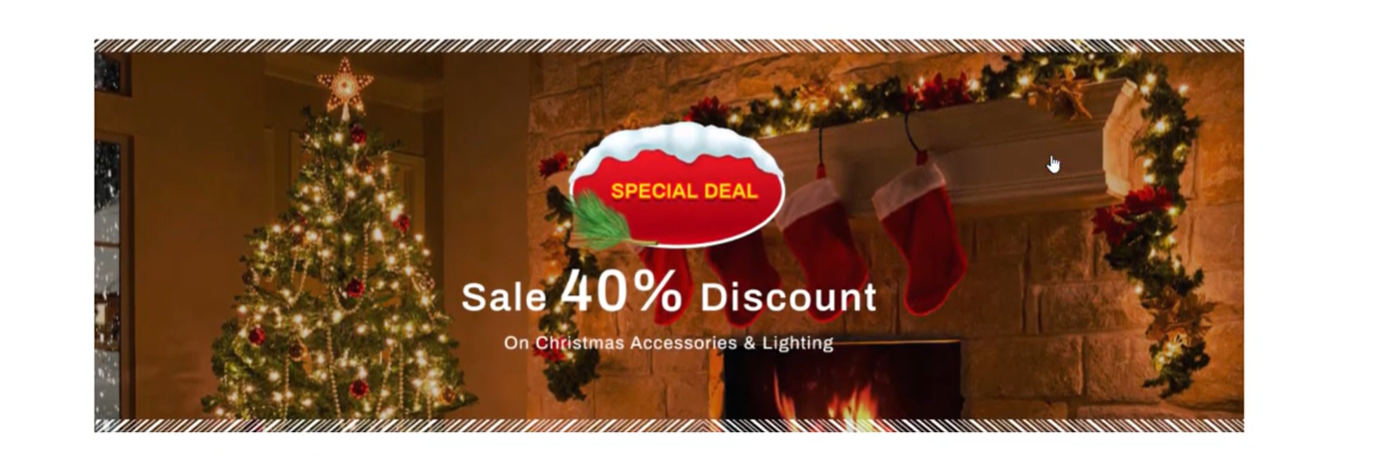 SPECIAL DEAL
Sale 40% Discount
On Christmas Accessories & Lighting